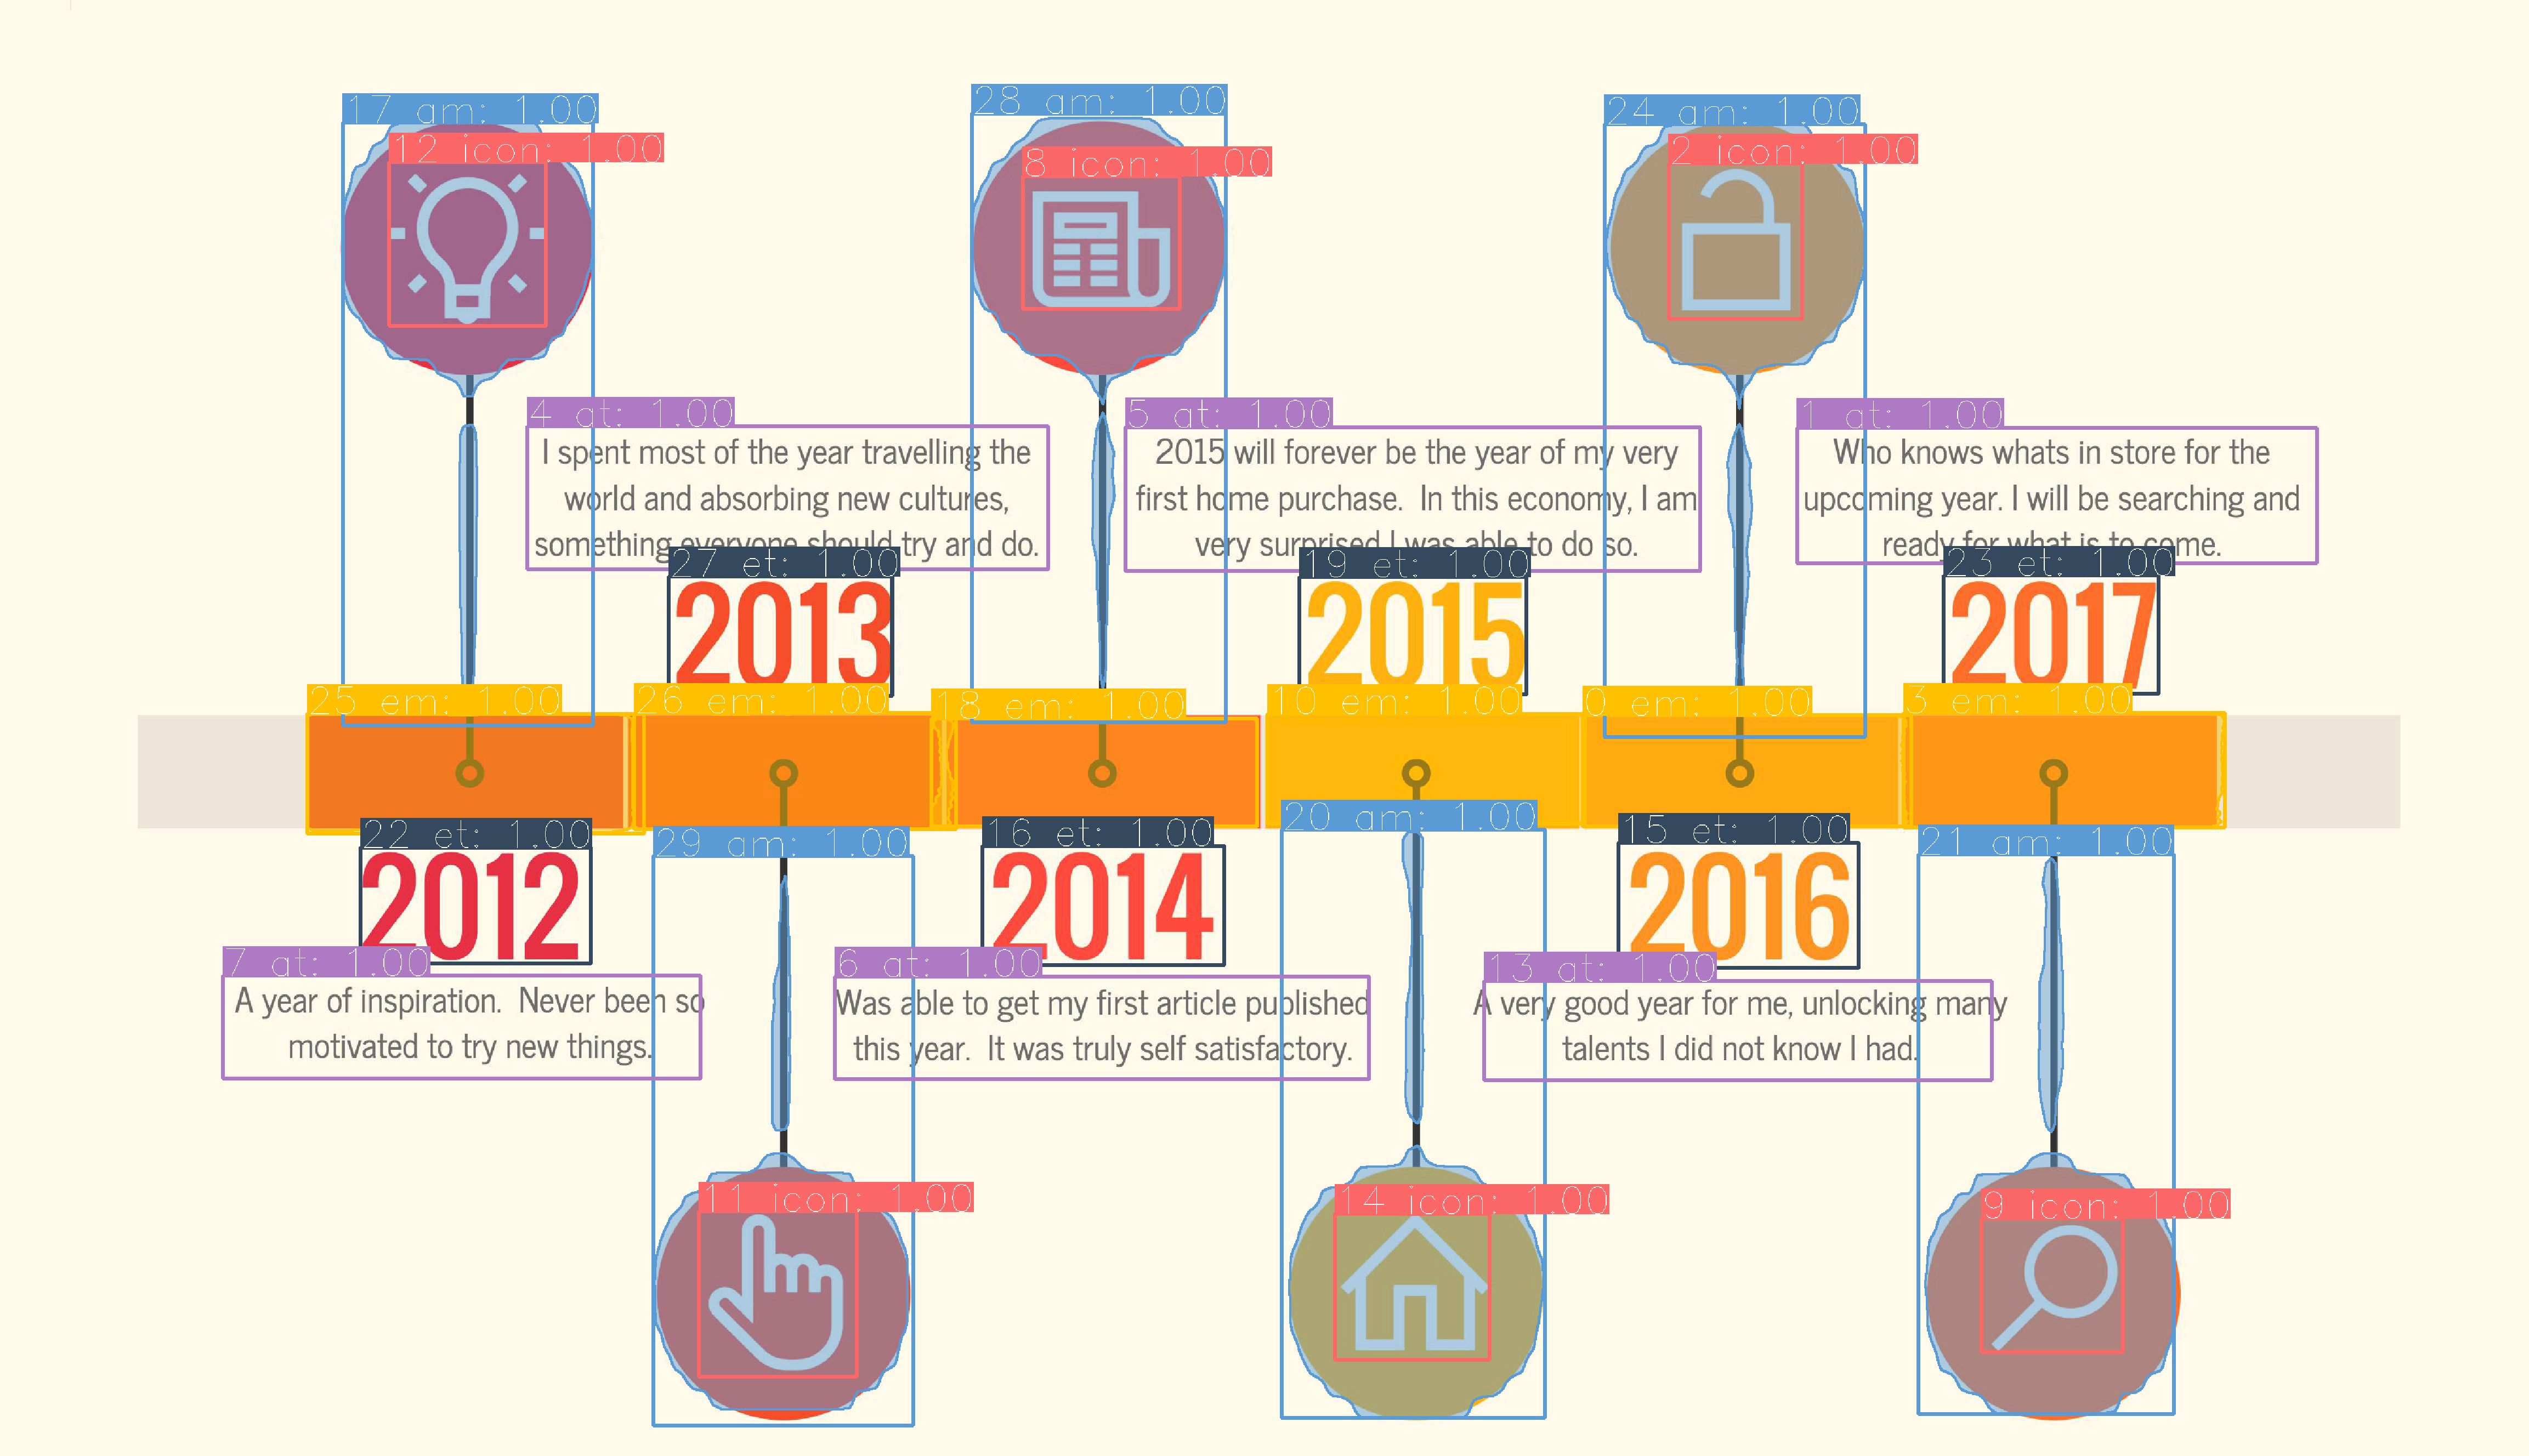 28 am: 1.00
17 am: 1.00
24 am: 1.00
12 icon: 1.00
8 icon: 1.00
2 icon: 1.00
4 at: 1.00
I spent most of the year travelling the
world and absorbing new cultures,
something everyone should try and do.
5 at: 1.00
2015 will forever be the year of my very
first home purchase. In this economy, I am
very surprised I was able to do so.
1 at: 1.00
Who knows whats in store for the
upcoming year. I will be searching and
ready for what is to come.
27 et: 1.00
2013
19 et: 1.00
2015
23 et: 1.00
2017
25 em: 1.00
26 em: 1.00
18 em: 1.00
10 em: 1.00
0 em: 1.00
3 em: 1.00
22 et: 1.00
2012
29 am: 1.00
16 et: 1.00
2014
20 am: 1.00
15 et: 1.00
2016
21 am: 1.00
7 at: 1.00
A year of inspiration. Never been so
motivated to try new things.
6 at: 1.00
Was able to get my first article published
this year. It was truly self satisfactory.
13 at: 1.00
A very good year for me, unlocking many
talents I did not know I had.
11 icon: 1.00
14 icon: 1.00
9 icon: 1.00